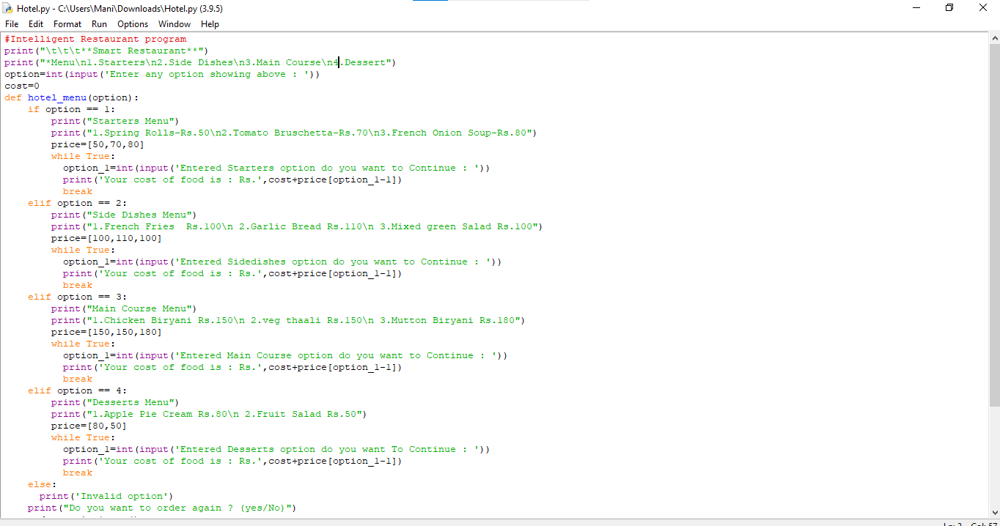 Hotel.py - C:\Users\Mani\Downloads\Hotel.py (3.9.5)
File Edit Format Run Options Window Help
#Intelligent Restaurant program
print("\t\t\t**Smart Restaurant**")
print("*Menu\n1.Starters\n2.Side Dishes\n3.Main Course\n4.Dessert")
option=int(input('Enter any option showing above : '))
cost=0
def hotel_menu(option):
    if option == 1:
        print("Starters Menu")
        print("1.Spring Rolls-Rs.50\n2.Tomato Bruschetta-Rs.70\n3.French Onion Soup-Rs.80")
        price=[50,70,80]
        while True:
          option_1=int(input('Entered Starters option do you want to Continue : '))
          print('Your cost of food is : Rs.',cost+price[option_1-1])
          break
    elif option == 2:
        print("Side Dishes Menu")
        print("1.French Fries  Rs.100\n 2.Garlic Bread Rs.110\n 3.Mixed green Salad Rs.100")
        price=[100,110,100]
        while True:
          option_1=int(input('Entered Sidedishes option do you want to Continue : '))
          print('Your cost of food is : Rs.',cost+price[option_1-1])
          break
    elif option == 3:
        print("Main Course Menu")
        print("1.Chicken Biryani Rs.150\n 2.veg thaali Rs.150\n 3.Mutton Biryani Rs.180")
        price=[150,150,180]
        while True:
          option_1=int(input('Entered Main Course option do you want to Continue : '))
          print('Your cost of food is : Rs.',cost+price[option_1-1])
          break
    elif option == 4:
        print("Desserts Menu")
        print("1.Apple Pie Cream Rs.80\n 2.Fruit Salad Rs.50")
        price=[80,50]
        while True:
          option_1=int(input('Entered Desserts option do you want To Continue : '))
          print('Your cost of food is : Rs.',cost+price[option_1-1])
          break
    else:
      print('Invalid option')
    print("Do you want to order again ? (yes/No)")